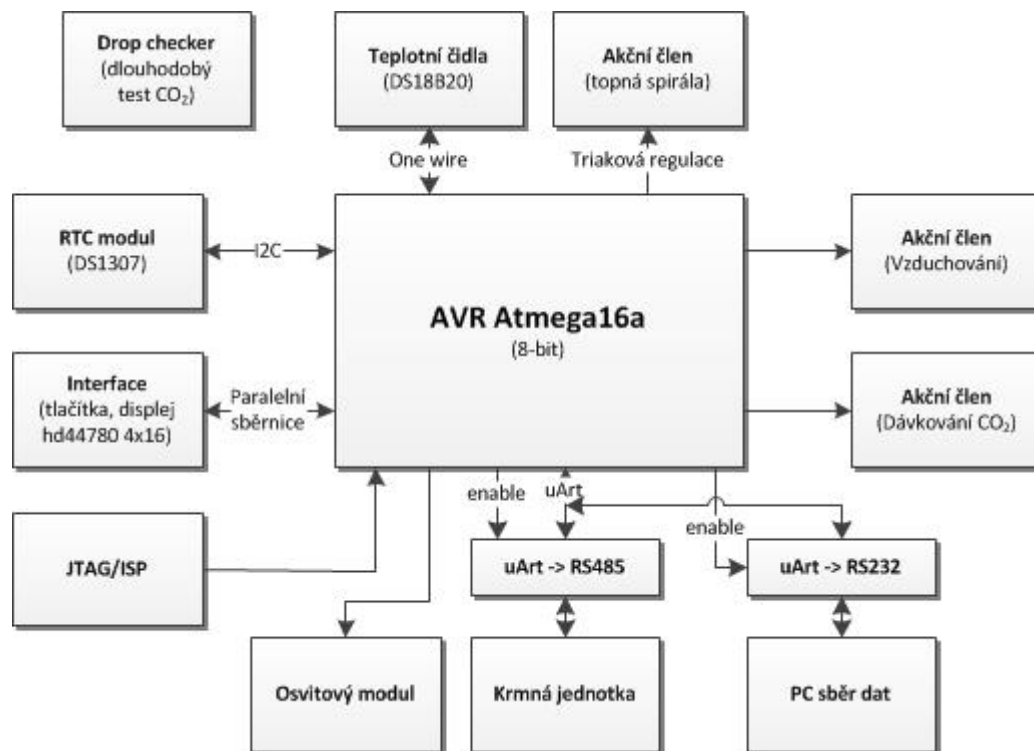 Drop checker
(dlouhodobý
test CO₂)
Teplotní čidla
(DS18B20)
Akční člen
(topná spirála)
One wire
Triaková regulace
RTC modul
(DS1307)
I2C
AVR Atmega16a
(8-bit)
Akční člen
(Vzduchování)
Interface
(tlačítka, displej
hd44780 4x16)
Paralelní
sběrnice
Akční člen
(Dávkování CO₂)
enable
uArt
enable
JTAG/ISP
uArt -> RS485
uArt -> RS232
Osvitový modul
Krmná jednotka
PC sběr dat